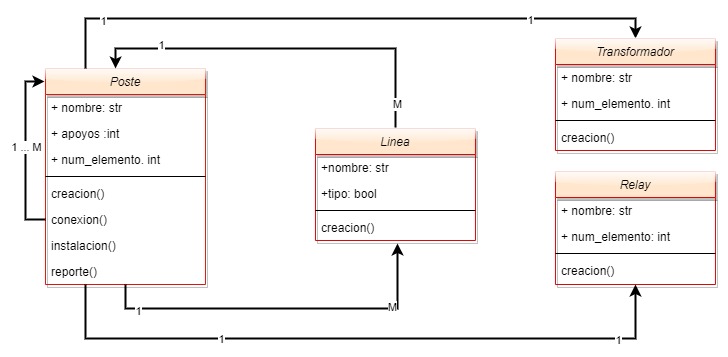 1
1
Poste
+ nombre: str
+ apoyos :int
+ num_elemento. int
creacion()
conexion()
instalacion()
reporte()
1 ... M
1
M
Linea
+nombre: str
+tipo: bool
creacion()
1
M
Transformador
+ nombre: str
+ num_elemento. int
creacion()
Relay
+ nombre: str
+ num_elemento: int
creacion()
1
1